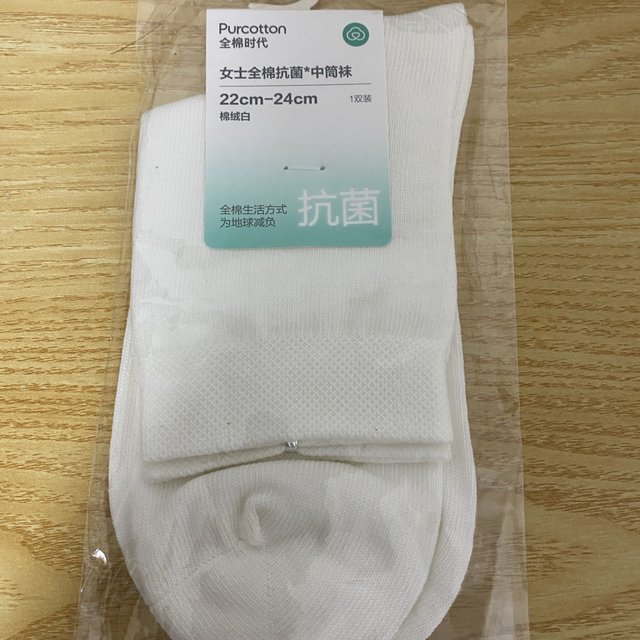 Purcotton
全棉时代
女士全棉抗菌*中筒袜
22cm-24cm
1双装
棉绒白
全棉生活方式
为地球减负
抗菌